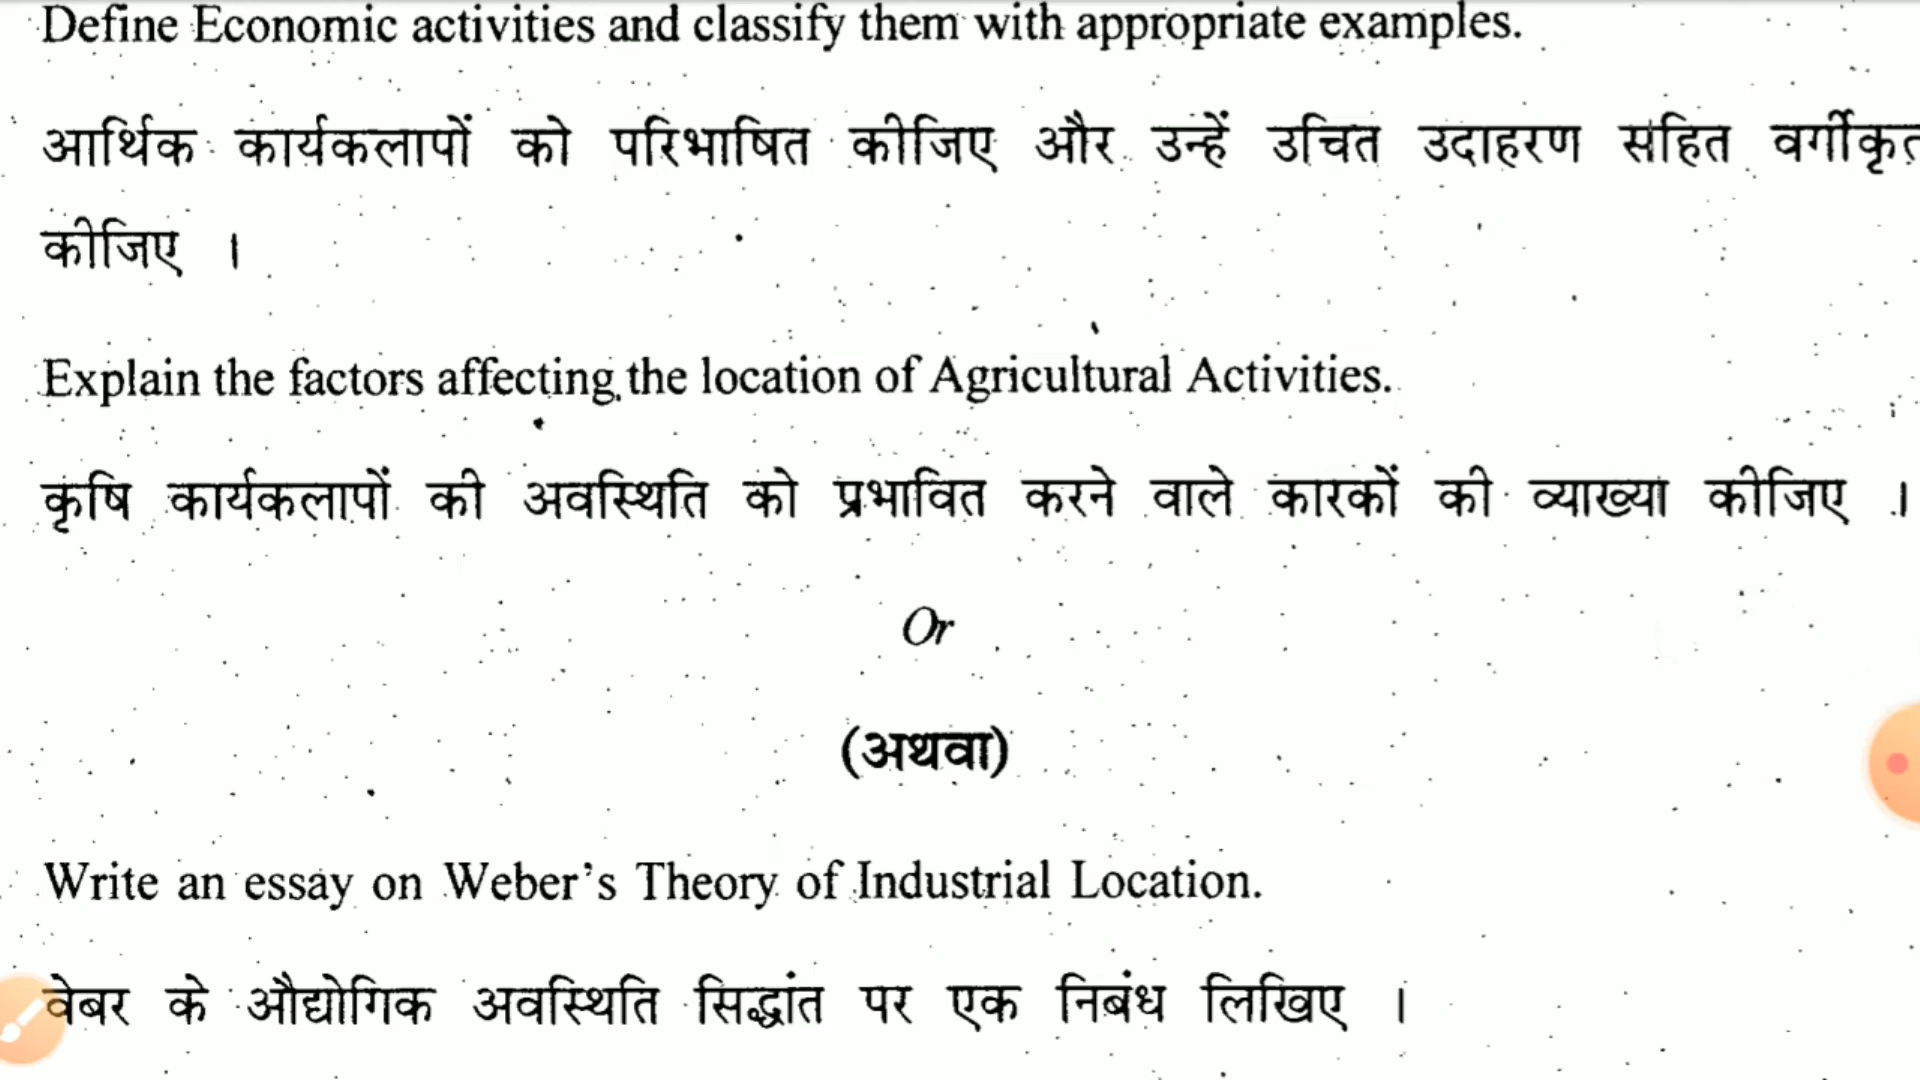 Define Economic activities and classify them with appropriate examples.
आर्थिक कार्यकलापों को परिभाषित कीजिए और उन्हें उचित उदाहरण सहित वर्गीकृत
कीजिए ।
Explain the factors affecting the location of Agricultural Activities.
कृषि कार्यकलापों की अवस्थिति को प्रभावित करने वाले कारकों की व्याख्या कीजिए ।
Or
(अथवा)
Write an essay on Weber's Theory of Industrial Location.
वेबर के औद्योगिक अवस्थिति सिद्धांत पर एक निबंध लिखिए ।